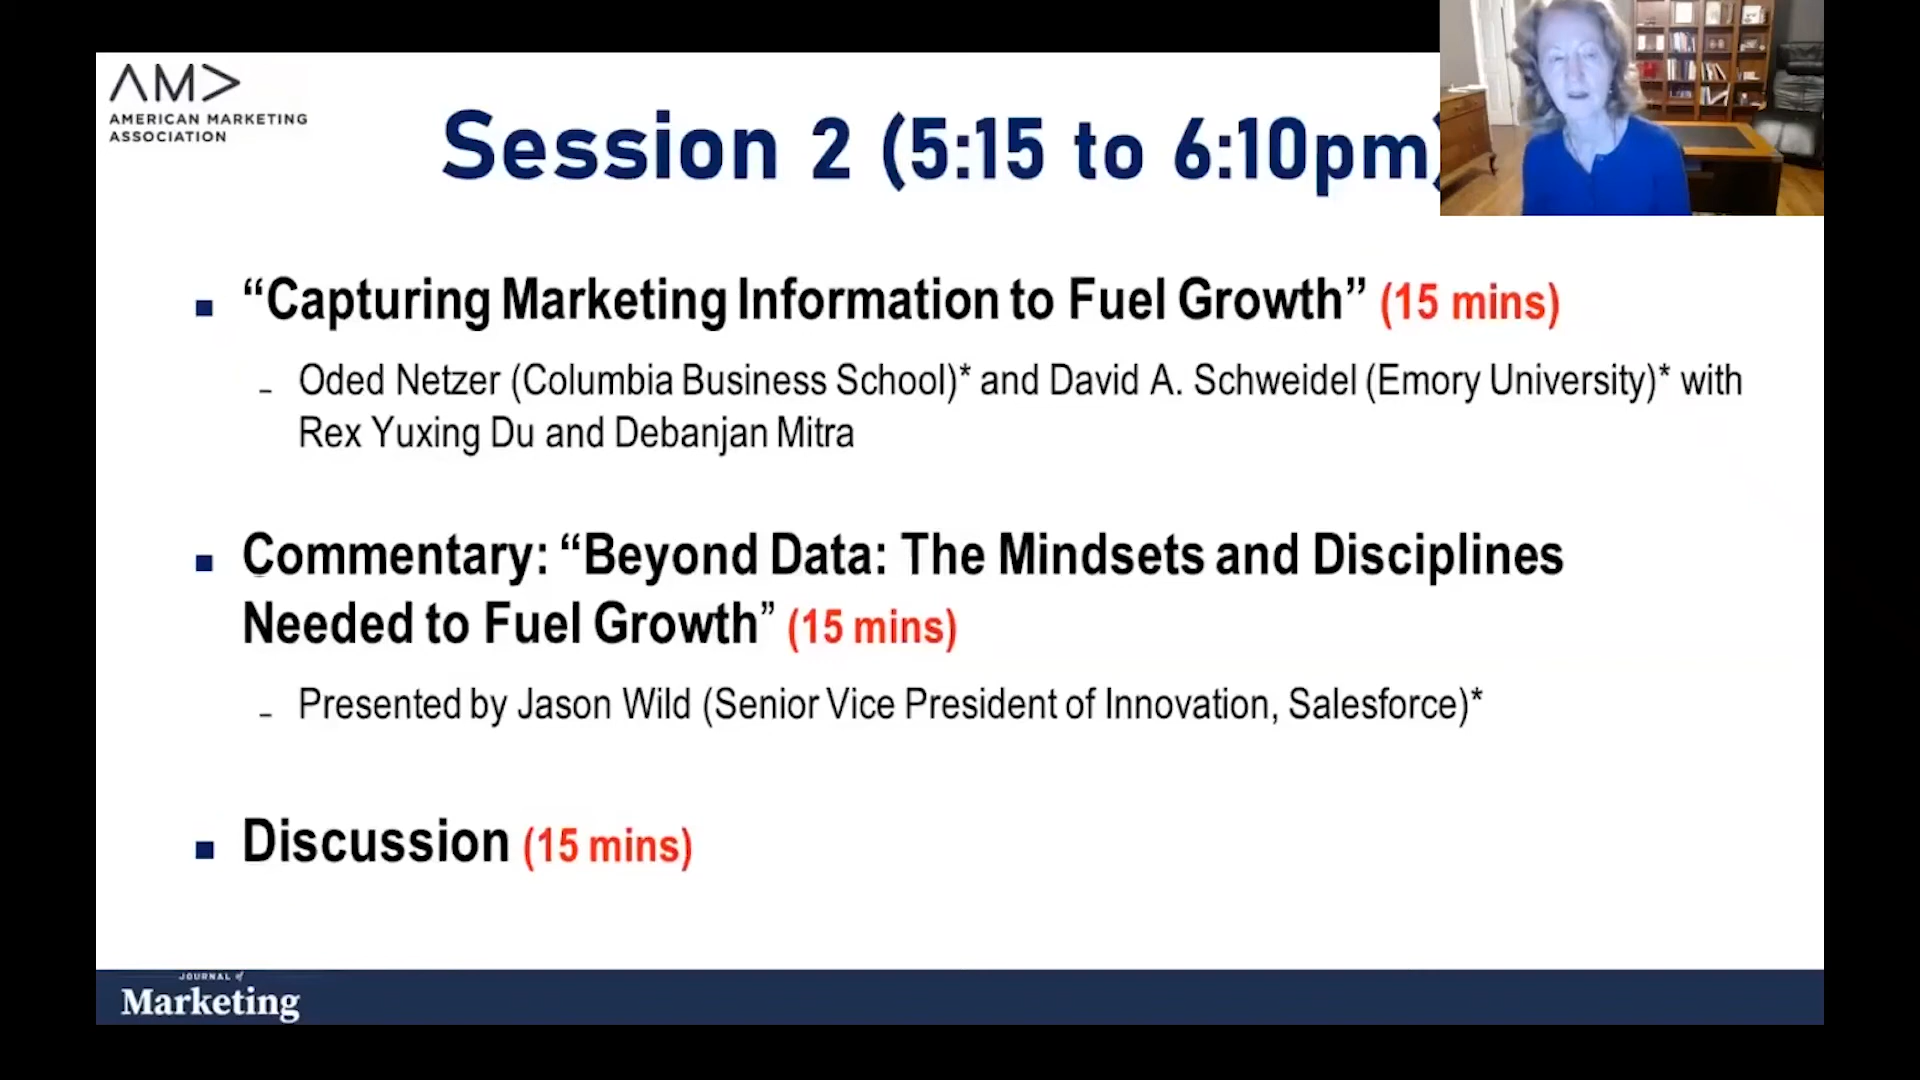 AMA
AMERICAN MARKETING
ASSOCIATION
Session 2 (5:15 to 6:10pm)
“Capturing Marketing Information to Fuel Growth” (15 mins)
Oded Netzer (Columbia Business School)* and David A. Schweidel (Emory University)* with
Rex Yuxing Du and Debanjan Mitra
Commentary: “Beyond Data: The Mindsets and Disciplines
Needed to Fuel Growth” (15 mins)
Presented by Jason Wild (Senior Vice President of Innovation, Salesforce)*
Discussion (15 mins)
JOURNAL of
Marketing